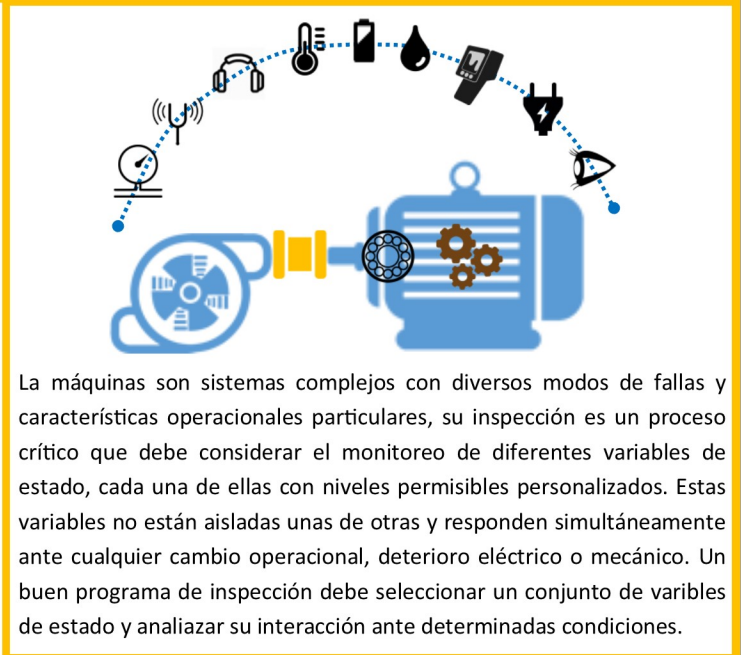 La máquinas son sistemas complejos con diversos modos de fallas y
características operacionales particulares, su inspección es un proceso
crítico que debe considerar el monitoreo de diferentes variables de
estado, cada una de ellas con niveles permisibles personalizados. Estas
variables no están aisladas unas de otras y responden simultáneamente
ante cualquier cambio operacional, deterioro eléctrico o mecánico. Un
buen programa de inspección debe seleccionar un conjunto de varibles
de estado y analiazar su interacción ante determinadas condiciones.